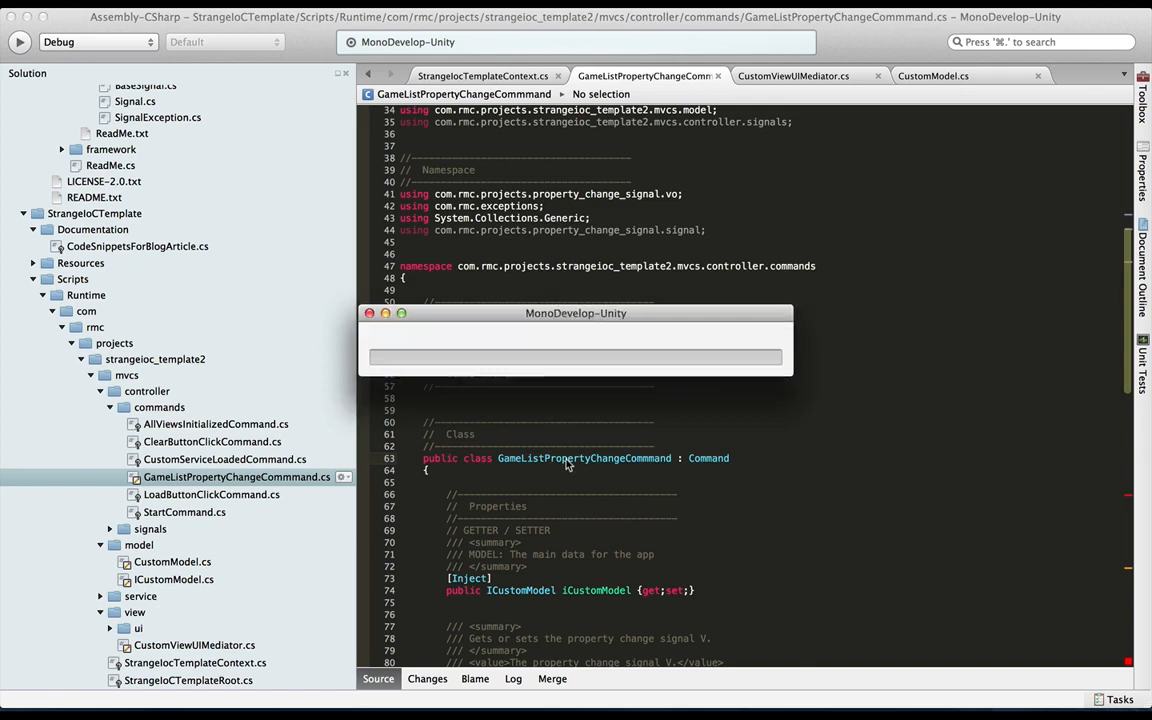 Assembly-CSharp - StrangeIoCTemplate/Scripts/Runtime/com/rmc/projects/strangeioc_template2/mvcs/controller/commands/GameListPropertyChangeCommmand.cs - MonoDevelop-Unity
Debug
Default
MonoDevelop-Unity
Press '⌘.' to search
Solution
BaseSignal.cs
Signal.cs
SignalException.cs
ReadMe.txt
framework
ReadMe.cs
LICENSE-2.0.txt
README.txt
StrangeIoCTemplate
Documentation
CodeSnippetsForBlogArticle.cs
Resources
Scripts
Runtime
com
rmc
projects
strangeioc_template2
mvcs
controller
commands
AllViewsInitializedCommand.cs
ClearButtonClickCommand.cs
CustomServiceLoadedCommand.cs
GameListPropertyChangeCommmand.cs
LoadButtonClickCommand.cs
StartCommand.cs
signals
model
CustomModel.cs
ICustomModel.cs
service
view
ui
CustomViewUIMediator.cs
StrangeIocTemplateContext.cs
StrangeIoCTemplateRoot.cs
StrangeIocTemplateContext.cs
GameListPropertyChangeComm
CustomViewUIMediator.cs
CustomModel.cs
GameListPropertyChangeCommmand
No selection
34 using com.rmc.projects.strangeioc_template2.mvcs.model;
35 using com.rmc.projects.strangeioc_template2.mvcs.controller.signals;
36
37
38 //--------------------------------------
39 //  Namespace
40 //--------------------------------------
41 using com.rmc.projects.property_change_signal.vo;
42 using com.rmc.exceptions;
43 using System.Collections.Generic;
44 using com.rmc.projects.property_change_signal.signal;
45
46
47 namespace com.rmc.projects.strangeioc_template2.mvcs.controller.commands
48 {
49
50 //--------------------------------------
MonoDevelop-Unity
57 //--------------------------------------
58
59
60 //--------------------------------------
61 //  Class
62 //--------------------------------------
63 public class GameListPropertyChangeCommmand : Command
64 {
65
66 //--------------------------------------
67 //  Properties
68 //--------------------------------------
69 // GETTER / SETTER
70 /// <summary>
71 /// MODEL: The main data for the app
72 /// </summary>
73 [Inject]
74 public ICustomModel iCustomModel {get;set;}
75
76
77 /// <summary>
78 /// Gets or sets the property change signal V.
79 /// </summary>
80 /// <value>The property change signal V.</value>
Toolbox
Properties
Document Outline
Unit Tests
Source
Changes
Blame
Log
Merge
Tasks